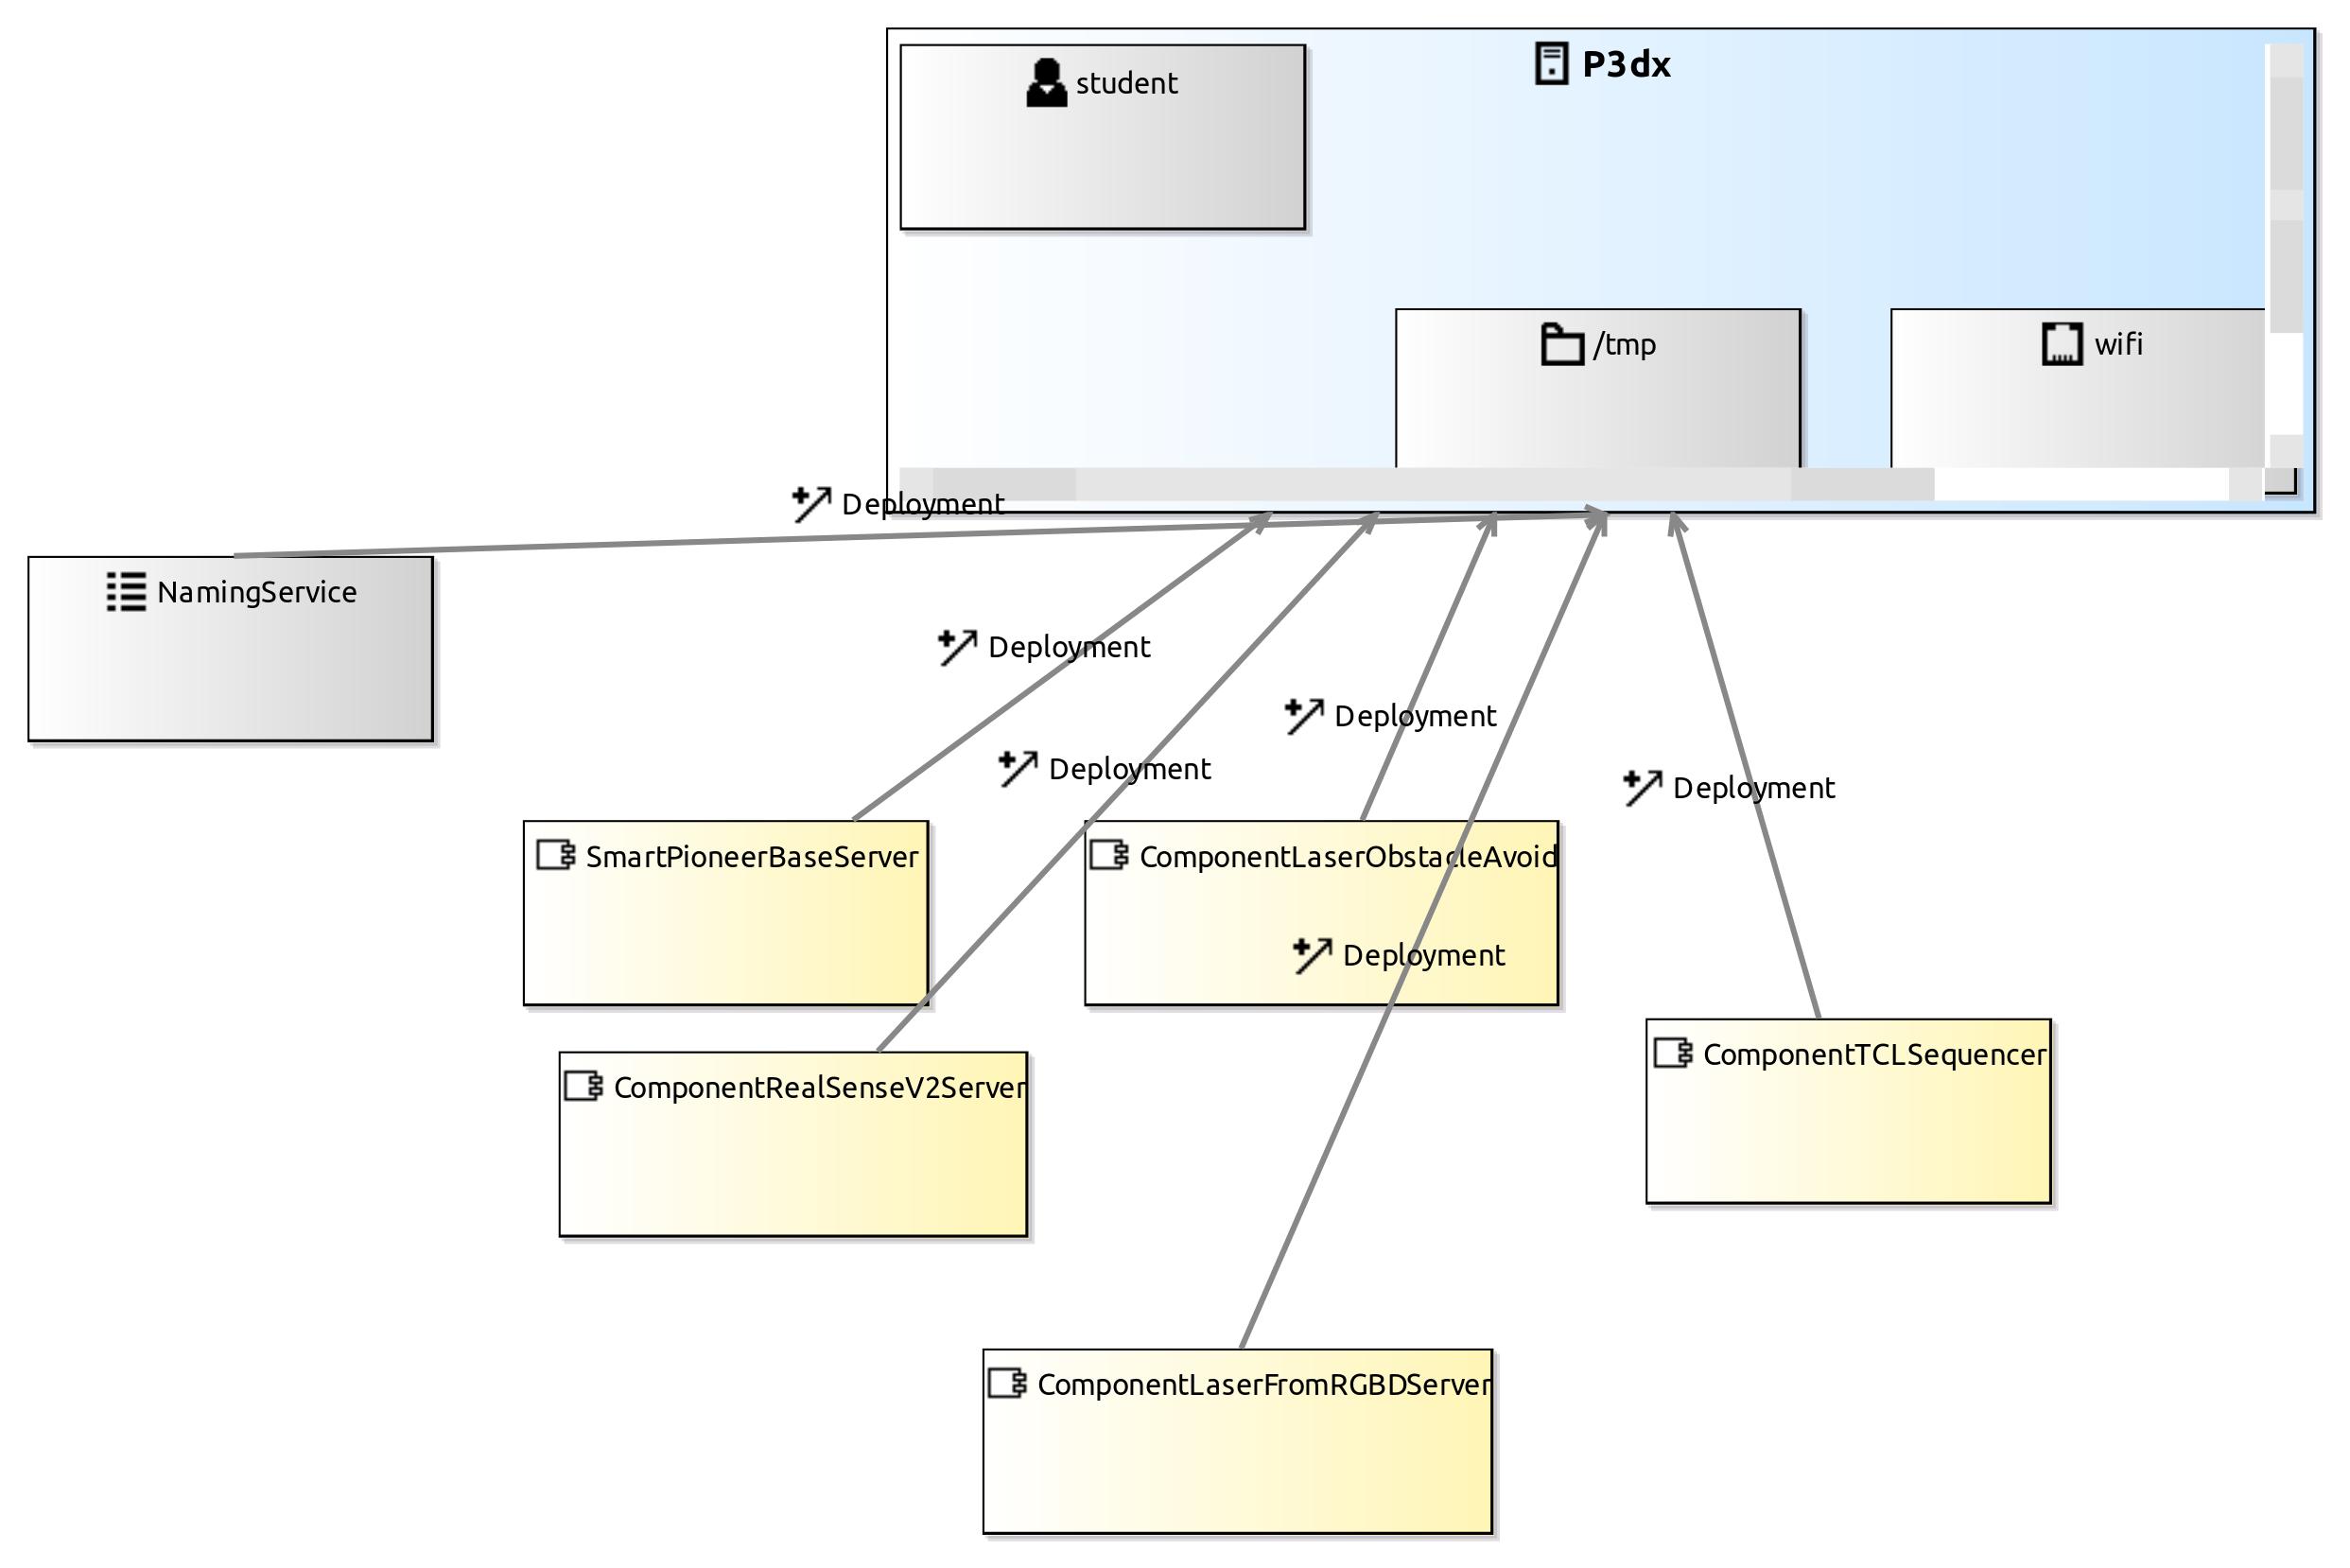 student
P3dx
/tmp
wifi
Deployment
NamingService
Deployment
Deployment
Deployment
Deployment
SmartPioneerBaseServer
ComponentLaserObstacleAvoid
Deployment
ComponentTCLSequencer
ComponentRealSenseV2Server
ComponentLaserFromRGBDServer